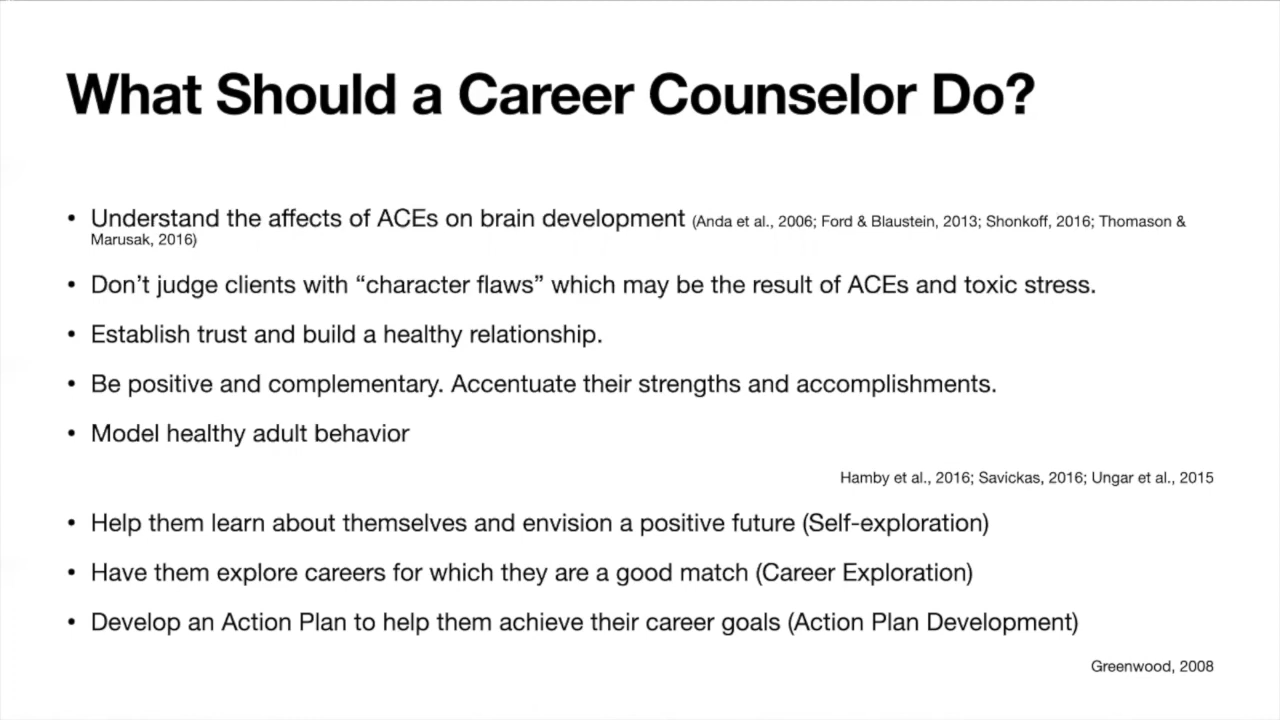 What Should a Career Counselor Do?
• Understand the affects of ACEs on brain development (Anda et al., 2006; Ford & Blaustein, 2013; Shonkoff, 2016; Thomason &
Marusak, 2016)
• Don’t judge clients with “character flaws” which may be the result of ACEs and toxic stress.
• Establish trust and build a healthy relationship.
• Be positive and complementary. Accentuate their strengths and accomplishments.
• Model healthy adult behavior
Hamby et al., 2016; Savickas, 2016; Ungar et al., 2015
• Help them learn about themselves and envision a positive future (Self-exploration)
• Have them explore careers for which they are a good match (Career Exploration)
• Develop an Action Plan to help them achieve their career goals (Action Plan Development)
Greenwood, 2008